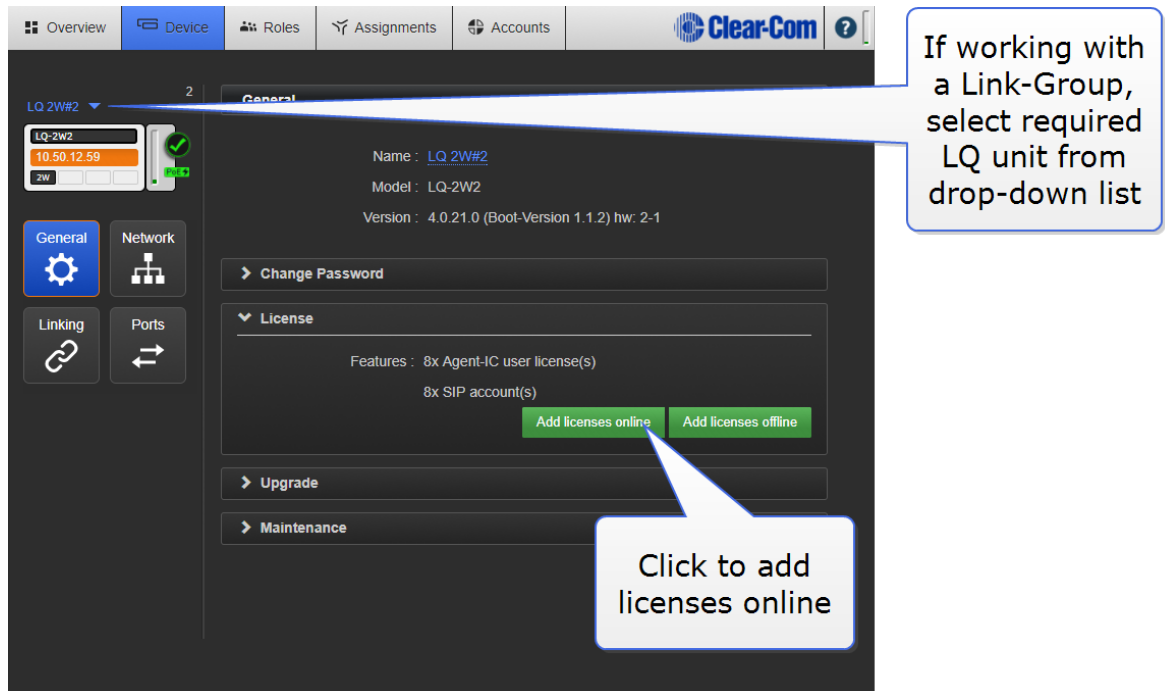 Overview
Device
Roles
Assignments
Accounts
Clear-Com
?
If working with
a Link-Group,
select required
LQ unit from
drop-down list
2
LQ 2W#2
General
LQ-2W2
10.50.12.59
PoE
2W
Name : LQ 2W#2
Model : LQ-2W2
Version : 4.0.21.0 (Boot-Version 1.1.2) hw: 2-1
General
Network
Change Password
Linking
Ports
License
Features : 8x Agent-IC user license(s)
8x SIP account(s)
Add licenses online
Add licenses offline
Upgrade
Maintenance
Click to add
licenses online